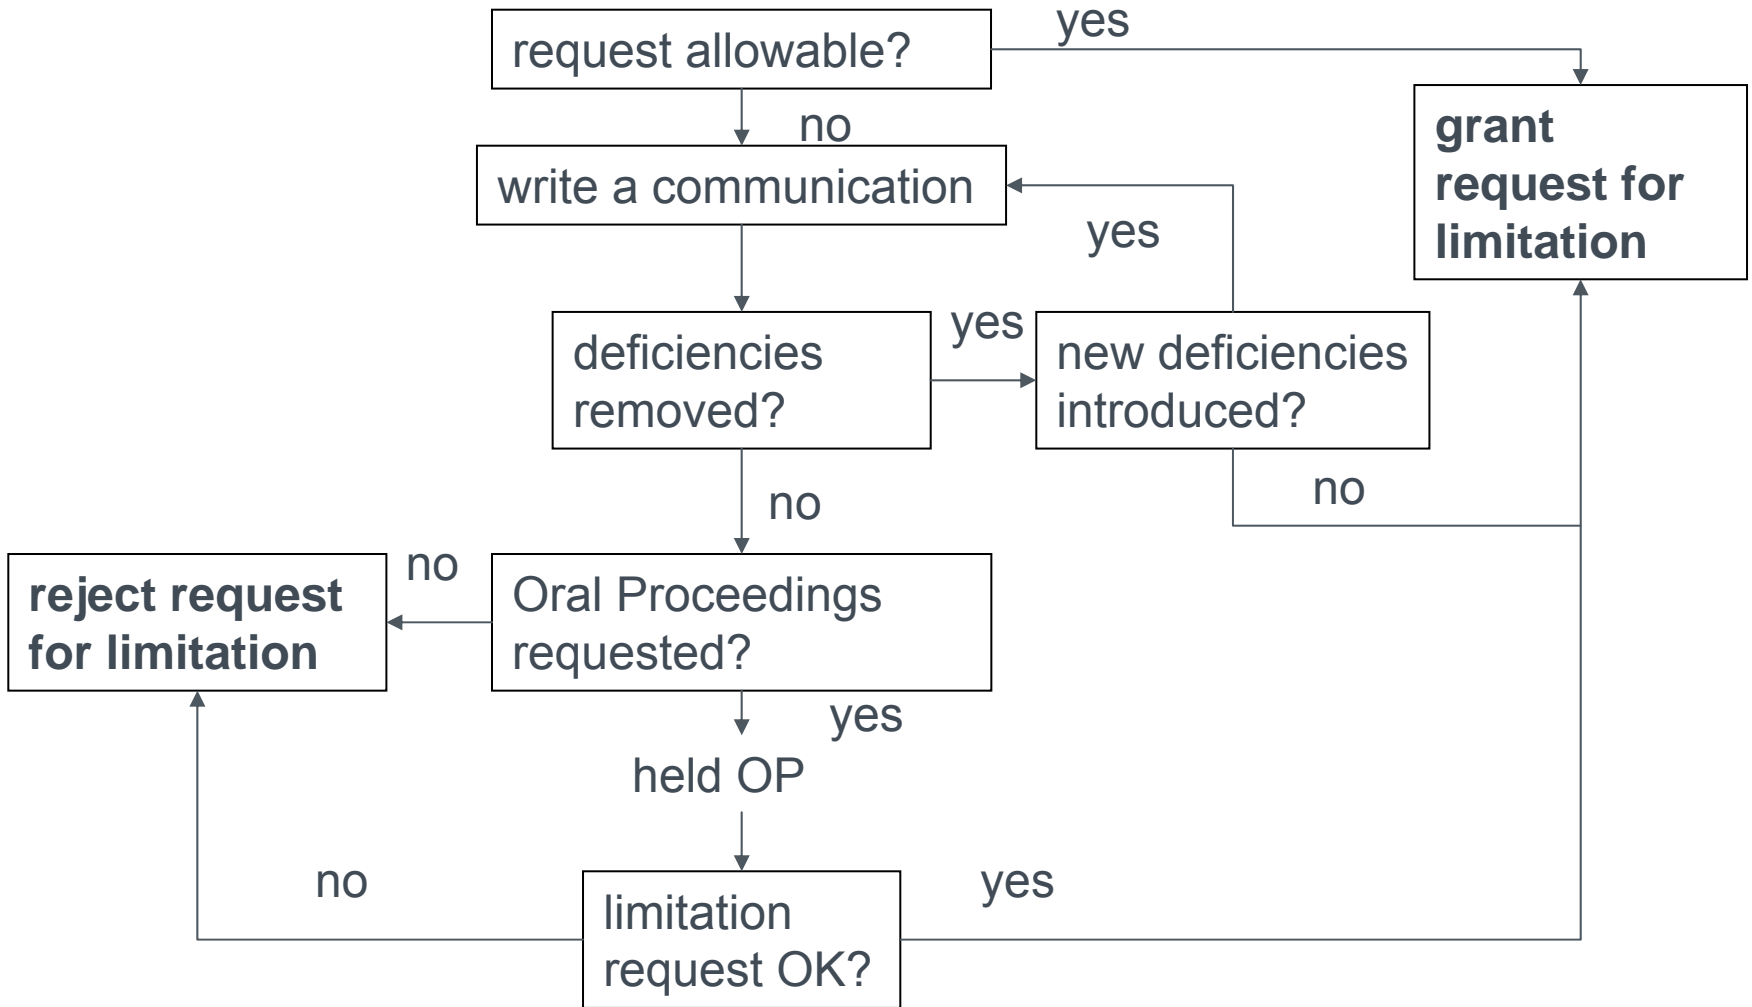 yes
request allowable?
no
grant
request for
limitation
write a communication
yes
deficiencies
removed?
yes
new deficiencies
introduced?
no
no
reject request
for limitation
no
Oral Proceedings
requested?
yes
held OP
no
limitation
request OK?
yes